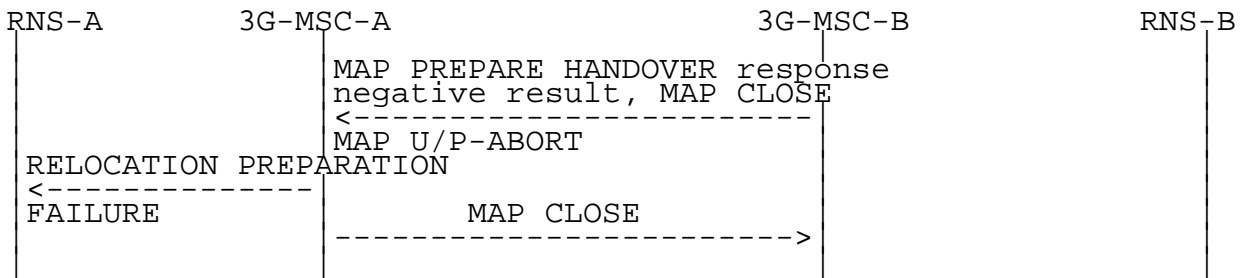 RNS-A 3G-MSC-A 3G-MSC-B RNS-B
MAP PREPARE HANDOVER response
negative result, MAP CLOSE
MAP U/P-ABORT
RELOCATION PREPARATION
FAILURE MAP CLOSE